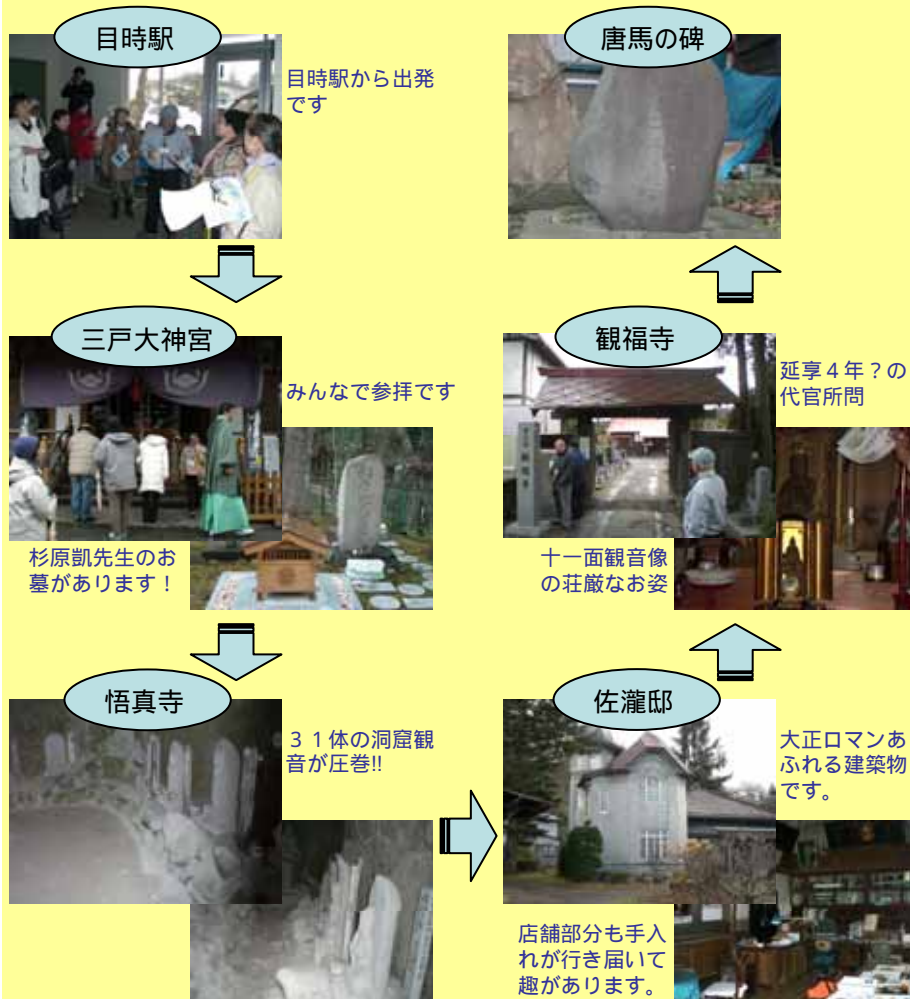 目時駅
目時駅から出発
です
三戸大神宮
みんなで参拝です
杉原凱先生のお
墓があります！
悟真寺
３１体の洞窟観
音が圧巻!!
佐瀧邸
大正ロマンあ
ふれる建築物
です。
店舗部分も手入
れが行き届いて
趣があります。
観福寺
延享４年？の
代官所問
十一面観音像
の荘厳なお姿
唐馬の碑